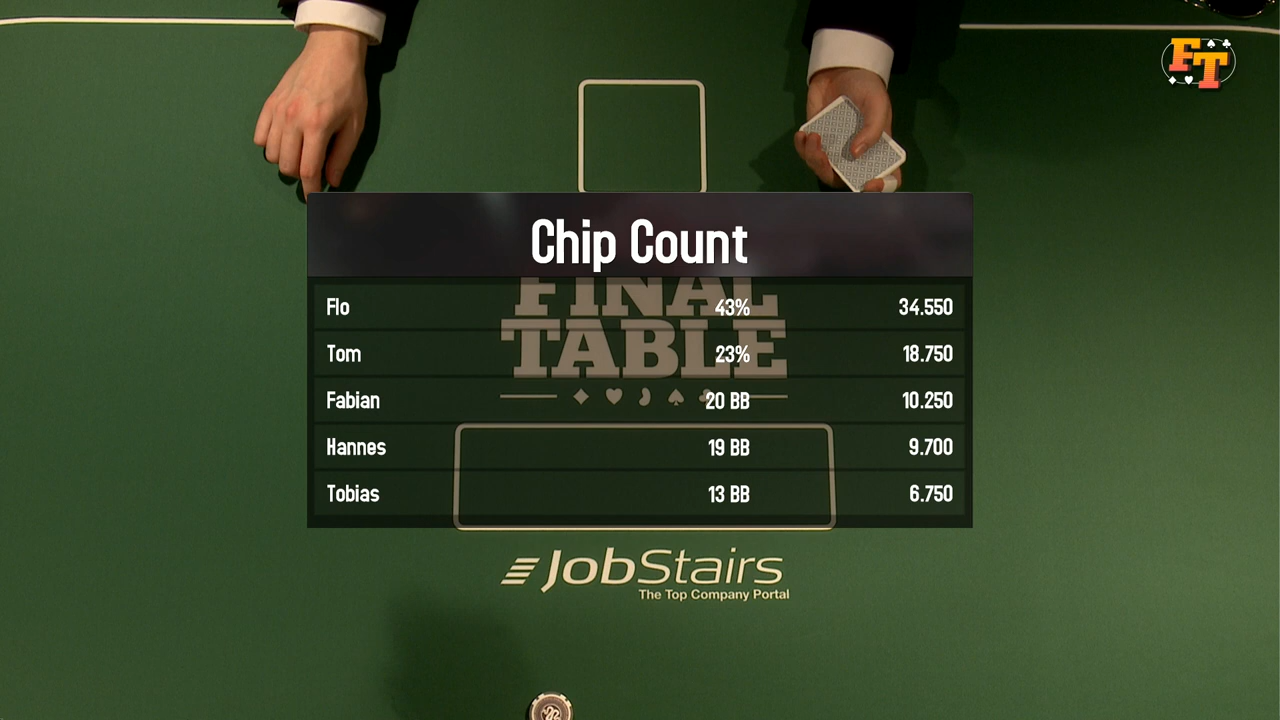 FT
Chip Count
FINAL
TABLE
Flo 43% 34.550
Tom 23% 18.750
Fabian 20 BB 10.250
Hannes 19 BB 9.700
Tobias 13 BB 6.750
JobStairs
The Top Company Portal